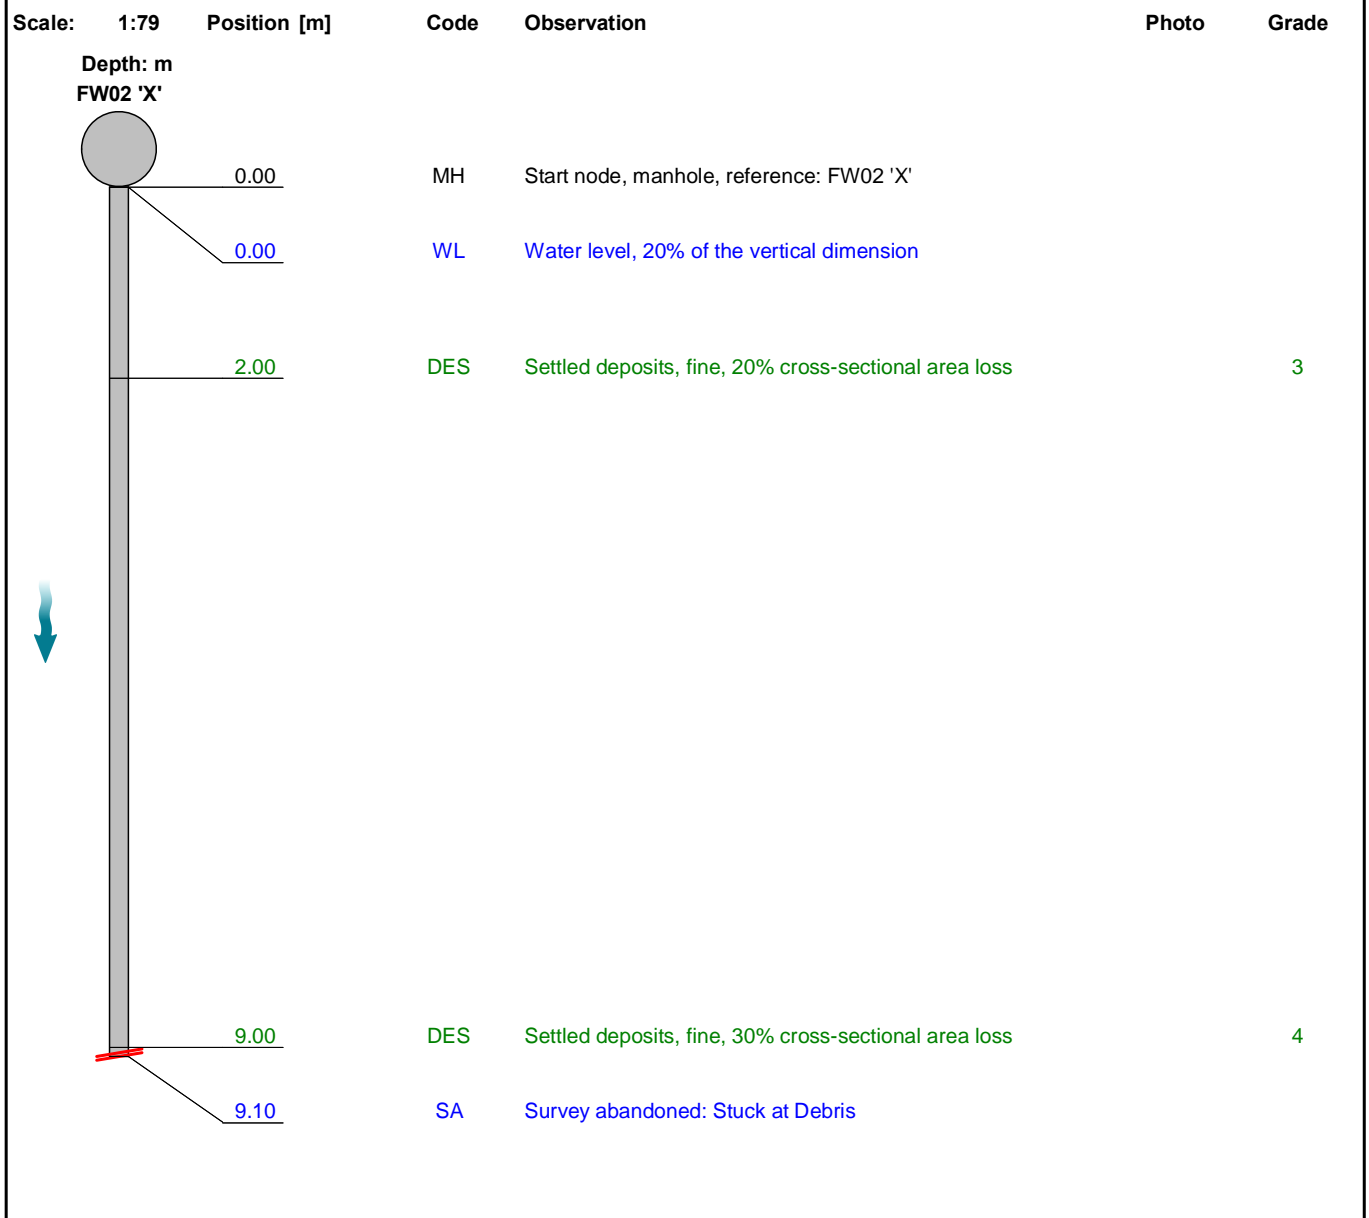 Scale: 1:79 Position [m] Code Observation Photo Grade
Depth: m
FW02 'X'
0.00 MH Start node, manhole, reference: FW02 'X'
0.00 WL Water level, 20% of the vertical dimension
2.00 DES Settled deposits, fine, 20% cross-sectional area loss 3
9.00 DES Settled deposits, fine, 30% cross-sectional area loss 4
9.10 SA Survey abandoned: Stuck at Debris